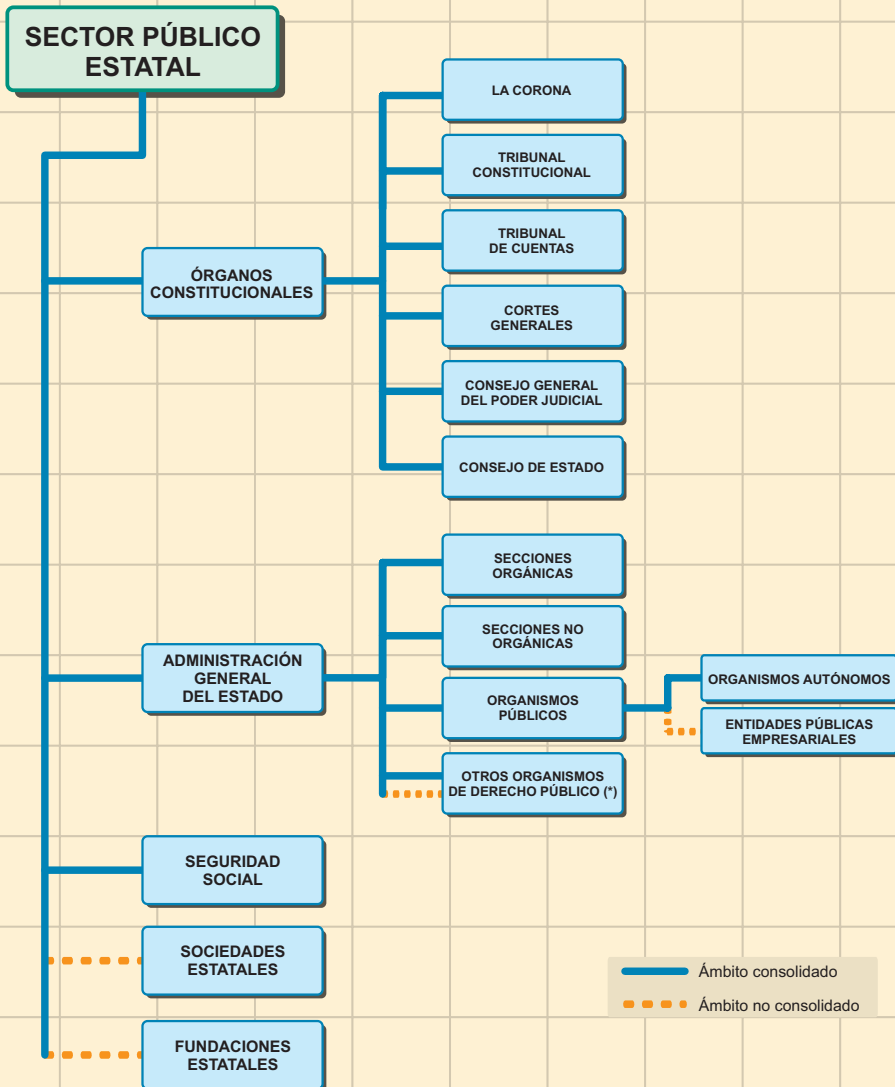 SECTOR PÚBLICO
ESTATAL
ÓRGANOS
CONSTITUCIONALES
LA CORONA
TRIBUNAL
CONSTITUCIONAL
TRIBUNAL
DE CUENTAS
CORTES
GENERALES
CONSEJO GENERAL
DEL PODER JUDICIAL
CONSEJO DE ESTADO
ADMINISTRACIÓN
GENERAL
DEL ESTADO
SECCIONES
ORGÁNICAS
SECCIONES NO
ORGÁNICAS
ORGANISMOS
PÚBLICOS
ORGANISMOS AUTÓNOMOS
ENTIDADES PÚBLICAS
EMPRESARIALES
OTROS ORGANISMOS
DE DERECHO PÚBLICO (*)
SEGURIDAD
SOCIAL
SOCIEDADES
ESTATALES
FUNDACIONES
ESTATALES
Ámbito consolidado
Ámbito no consolidado